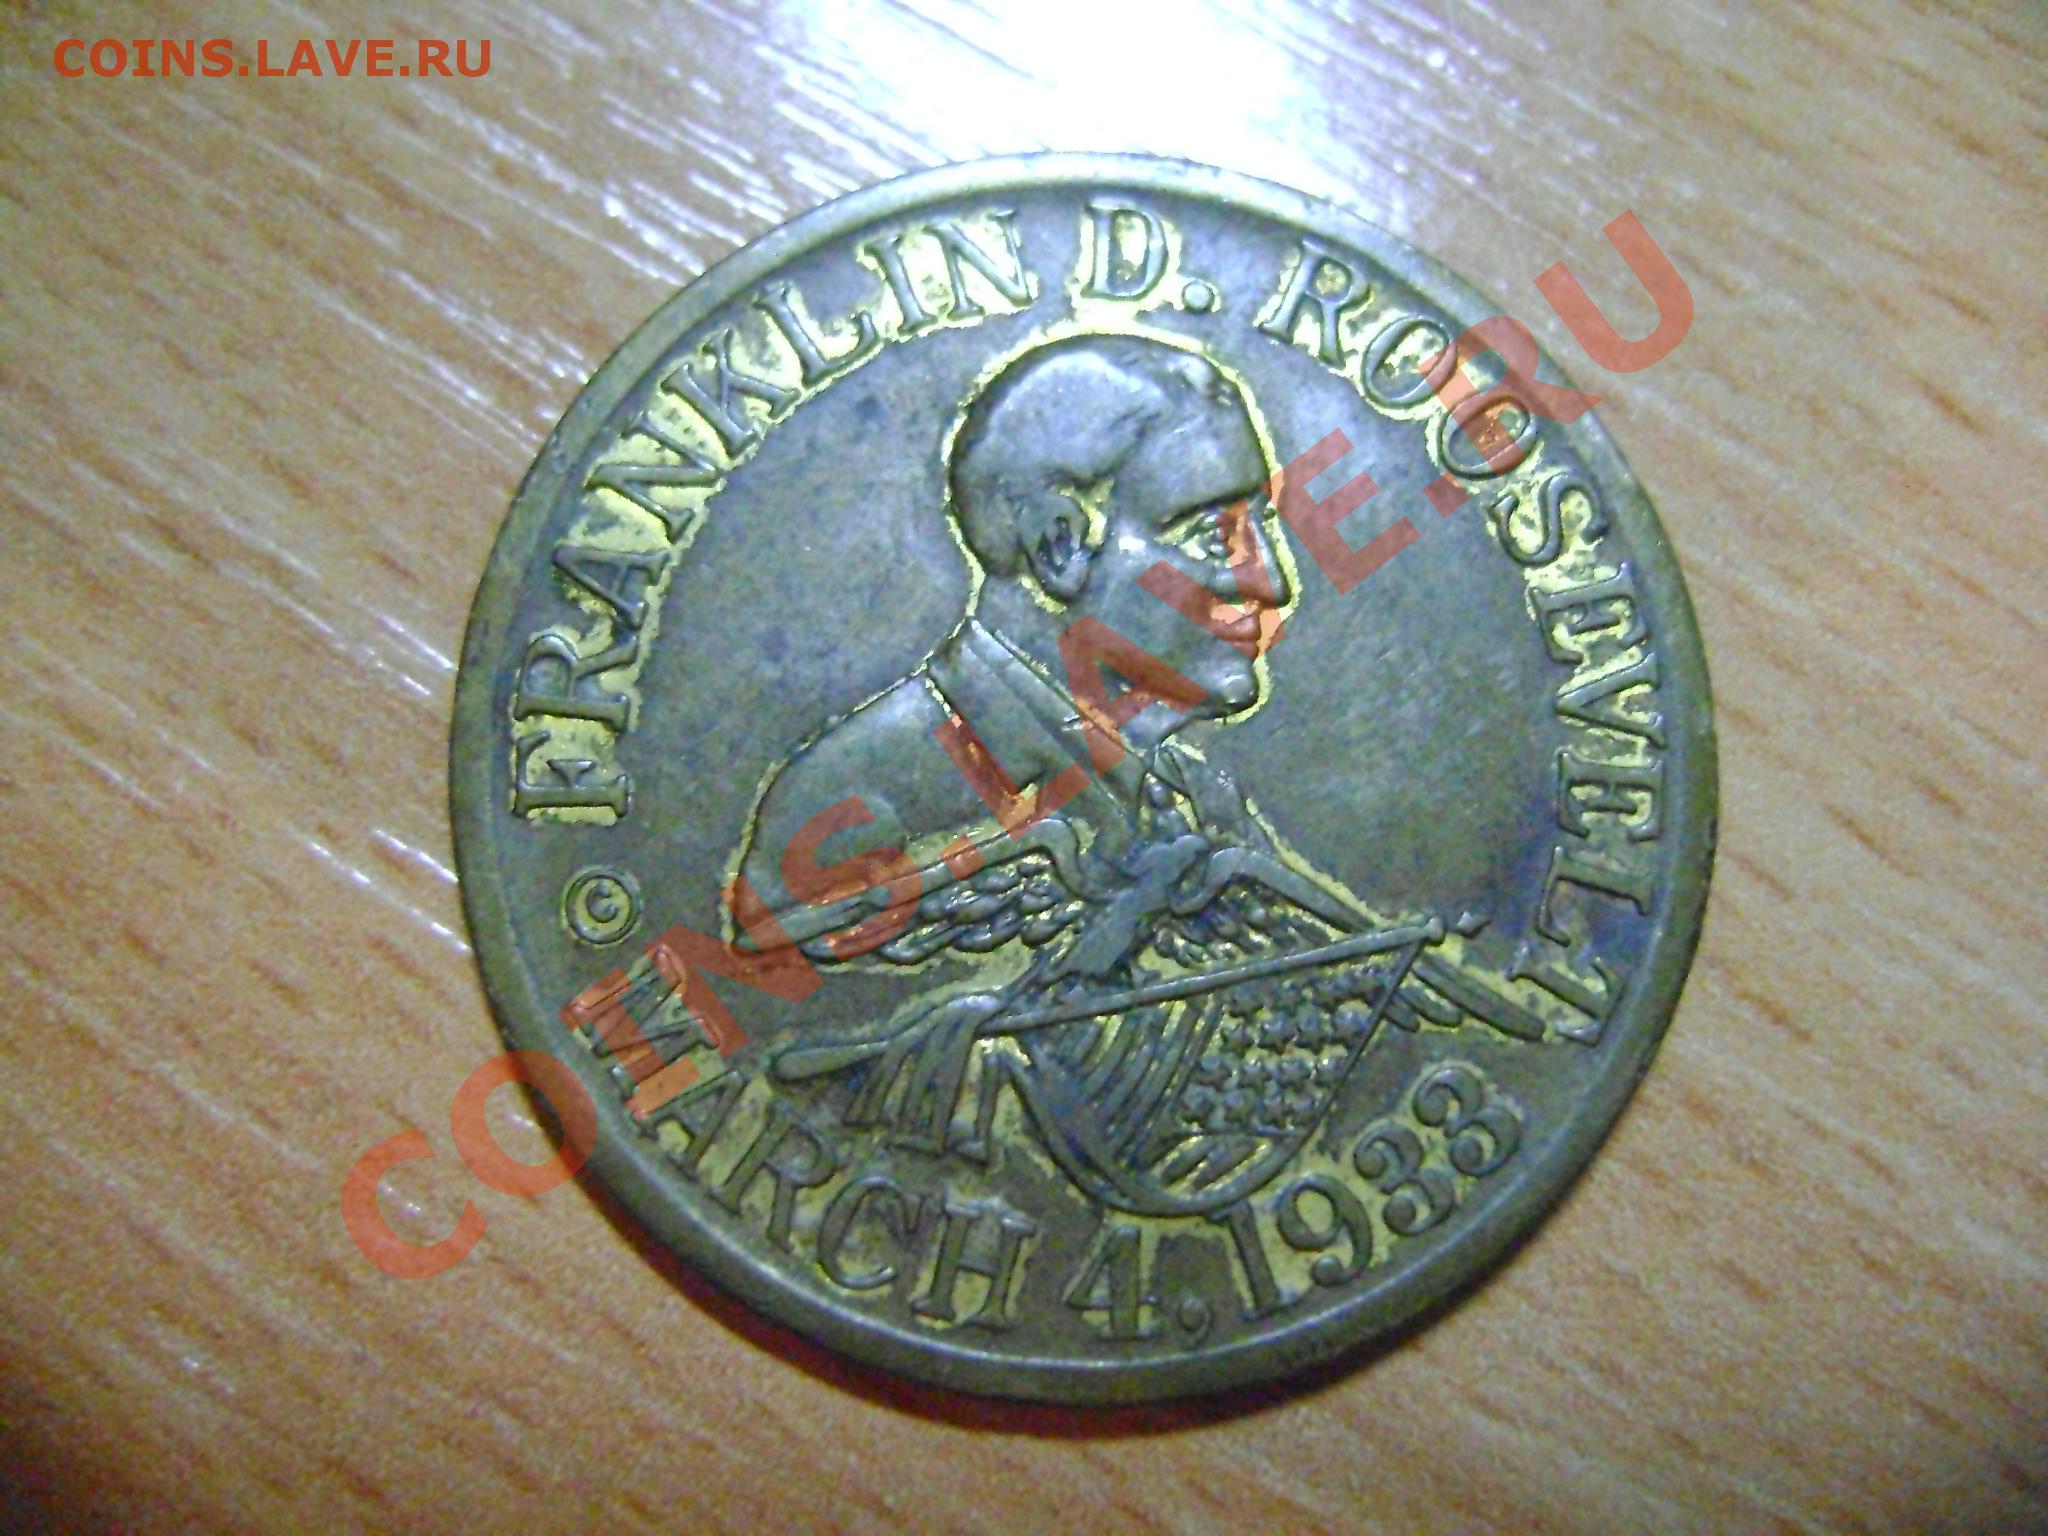 COINS.LAVE.RU
FRANKLIN D. ROOSEVELT
©
MARCH 4, 1933
COINS.LAVE.RU